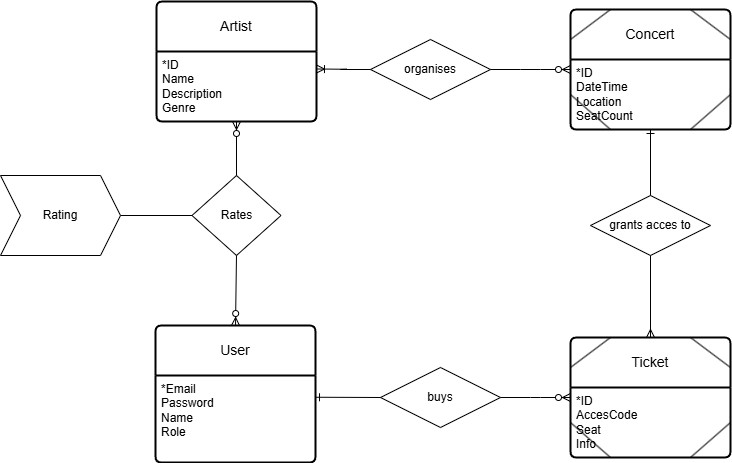 Artist
*ID
Name
Description
Genre
organises
Concert
*ID
DateTime
Location
SeatCount
Rating
Rates
grants acces to
User
*Email
Password
Name
Role
buys
Ticket
*ID
AccesCode
Seat
Info